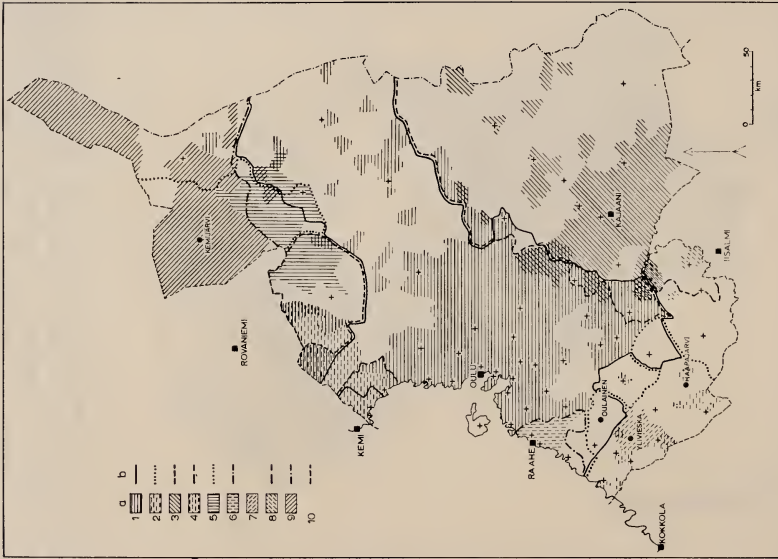 a b
1
2
3
4
5
6
7
8
9
10
KEMIJÄRVI
ROVANIEMI
KEMI
OULU
RAAHE
OULAINEN
YLIVIESKA
HAAPAJÄRVI
KOKKOLA
KAJAANI
IISALMI
0 50
km